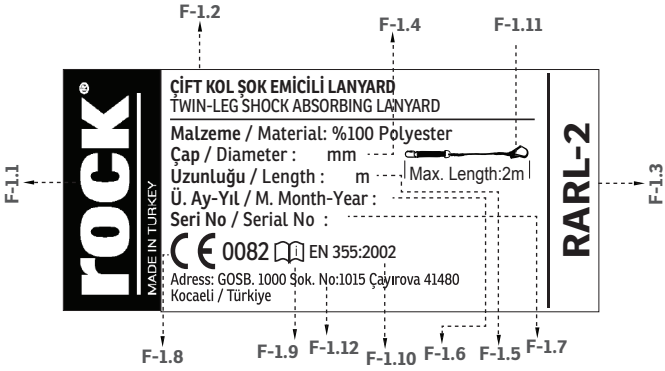 F-1.2
F-1.4
F-1.11
F-1.1
rock®
MADE IN TURKEY
ÇİFT KOL ŞOK EMİCİLİ LANYARD
TWIN-LEG SHOCK ABSORBING LANYARD
Malzeme / Material: %100 Polyester
Çap / Diameter : mm
Uzunluğu / Length : m
Max. Length:2m
Ü. Ay-Yıl / M. Month-Year :
Seri No / Serial No :
CE 0082 i EN 355:2002
Adress: GOSB. 1000 Sok. No:1015 Çayırova 41480
Kocaeli / Türkiye
RARL-2
F-1.3
F-1.8
F-1.9
F-1.12
F-1.10
F-1.6
F-1.5
F-1.7